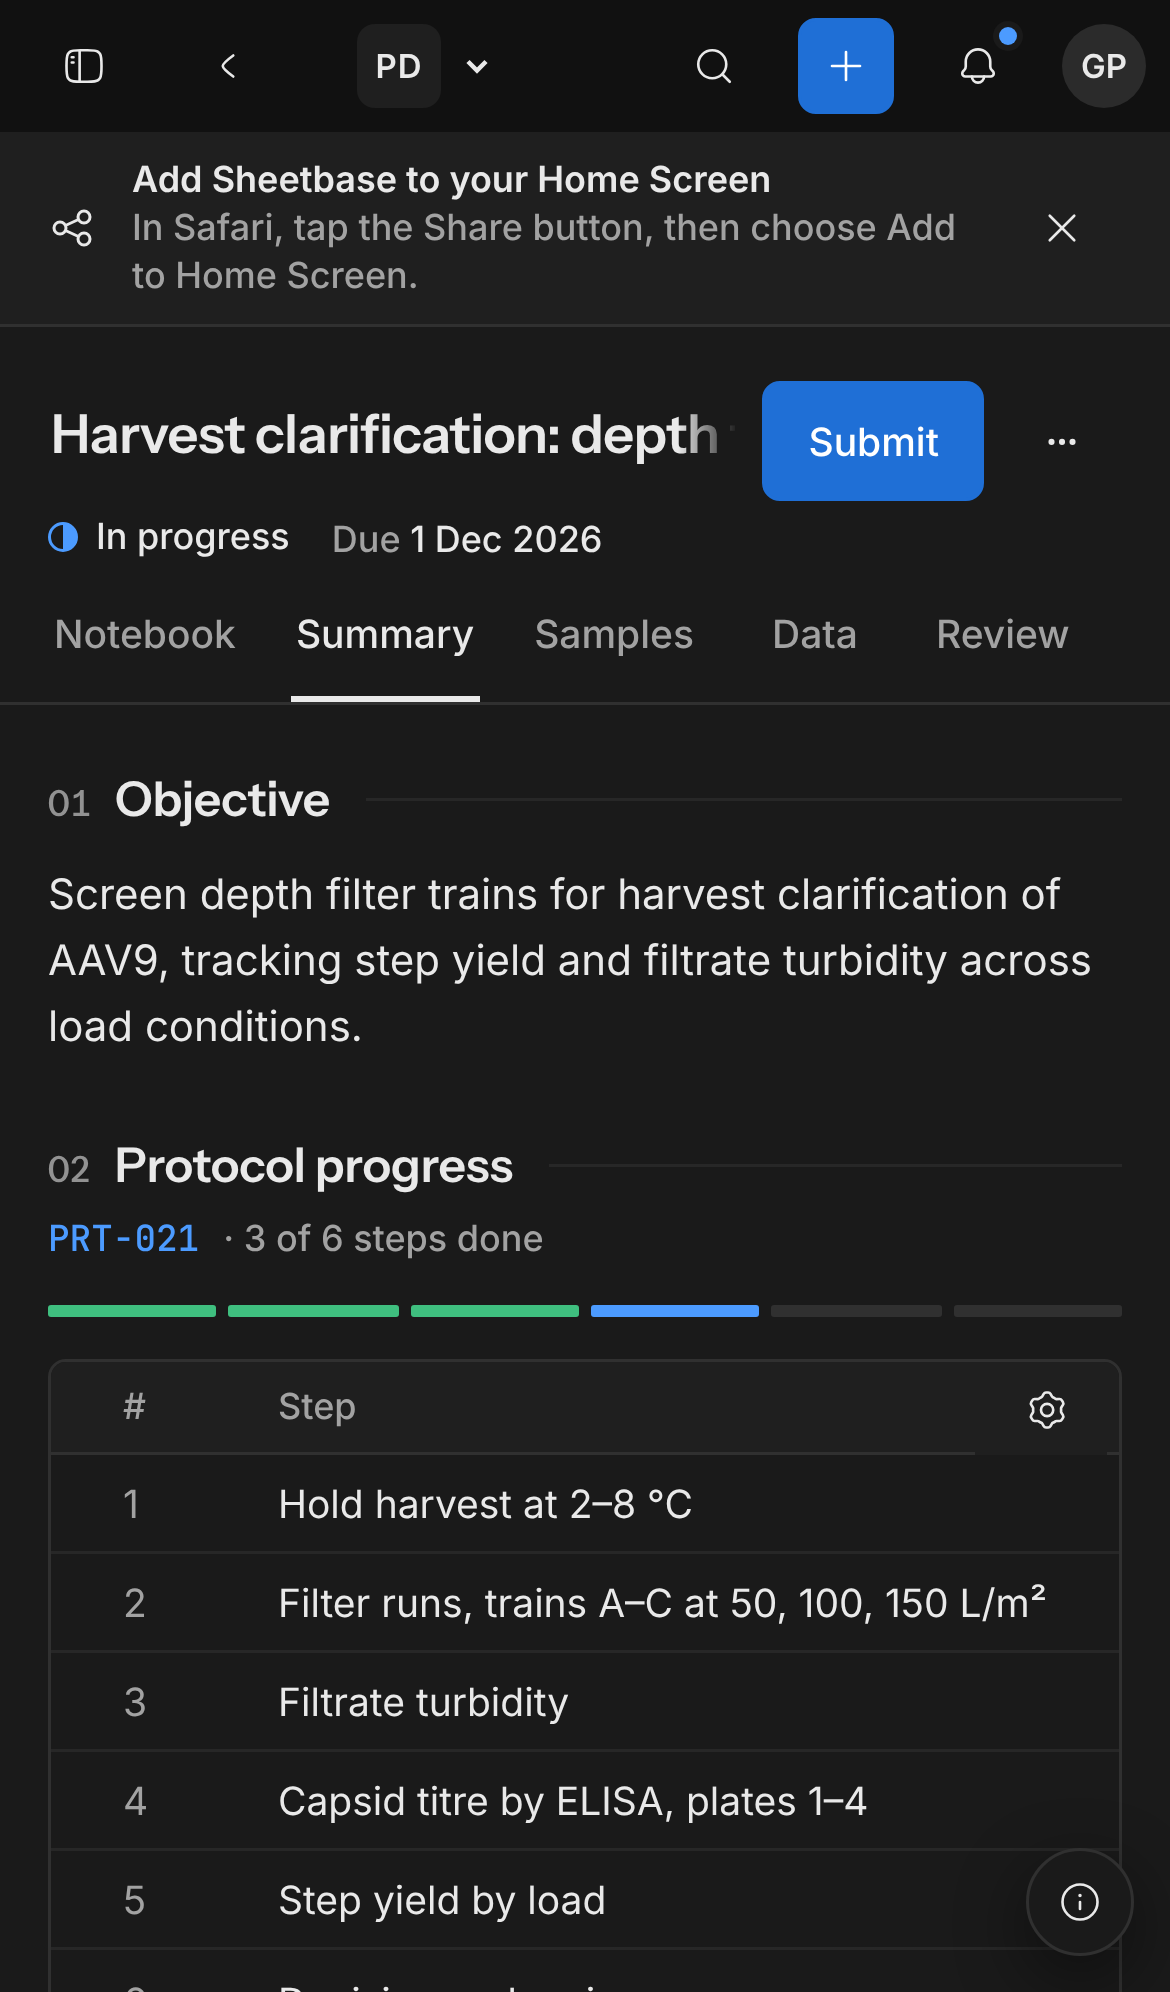 PD
GP
Add Sheetbase to your Home Screen
In Safari, tap the Share button, then choose Add
to Home Screen.
Harvest clarification: depth
Submit
In progress
Due 1 Dec 2026
Notebook Summary Samples Data Review
01 Objective
Screen depth filter trains for harvest clarification of
AAV9, tracking step yield and filtrate turbidity across
load conditions.
02 Protocol progress
PRT-021 · 3 of 6 steps done
# Step
1 Hold harvest at 2–8 °C
2 Filter runs, trains A–C at 50, 100, 150 L/m²
3 Filtrate turbidity
4 Capsid titre by ELISA, plates 1–4
5 Step yield by load